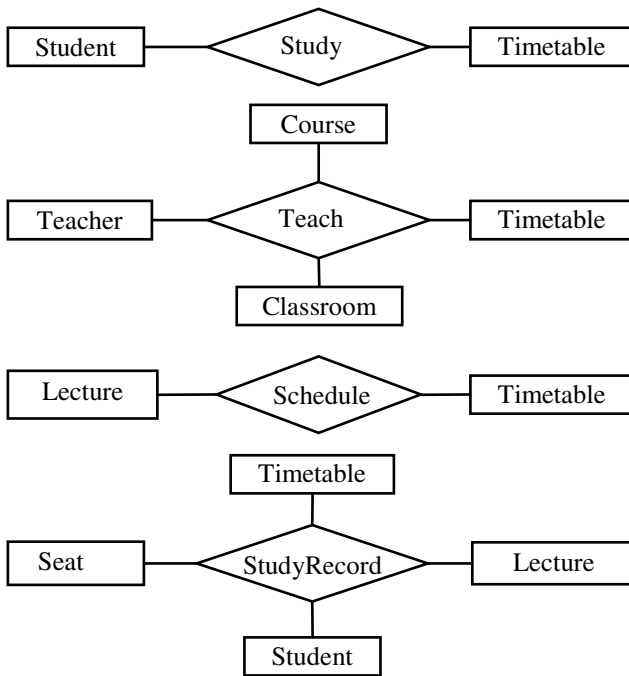 Student Study Timetable
Course
Teacher Teach Timetable
Classroom
Lecture Schedule Timetable
Timetable
Seat StudyRecord Lecture
Student